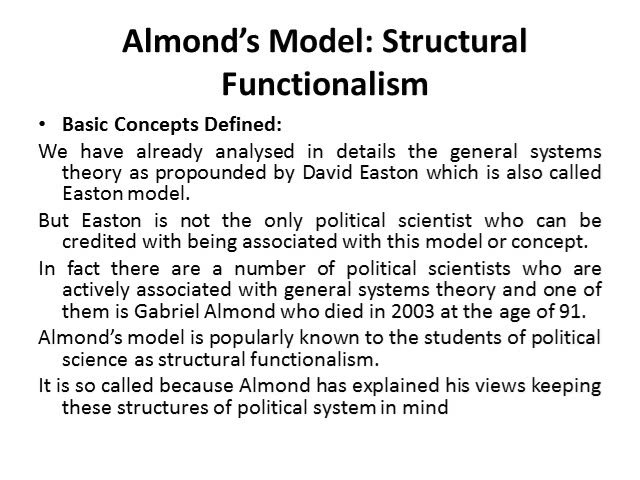 Almond’s Model: Structural
Functionalism
• Basic Concepts Defined:
We have already analysed in details the general systems
theory as propounded by David Easton which is also called
Easton model.
But Easton is not the only political scientist who can be
credited with being associated with this model or concept.
In fact there are a number of political scientists who are
actively associated with general systems theory and one of
them is Gabriel Almond who died in 2003 at the age of 91.
Almond’s model is popularly known to the students of political
science as structural functionalism.
It is so called because Almond has explained his views keeping
these structures of political system in mind